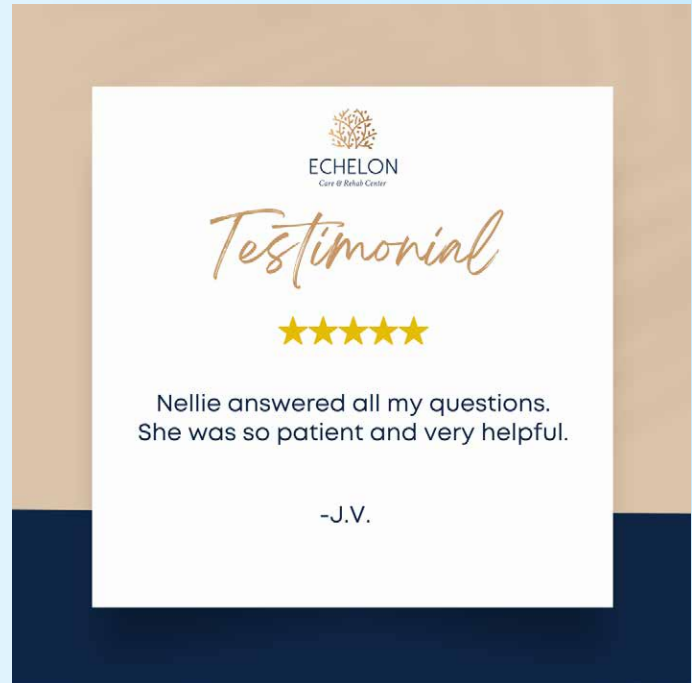 ECHELON
Care & Rehab Center
Testimonial
Nellie answered all my questions.
She was so patient and very helpful.
-J.V.